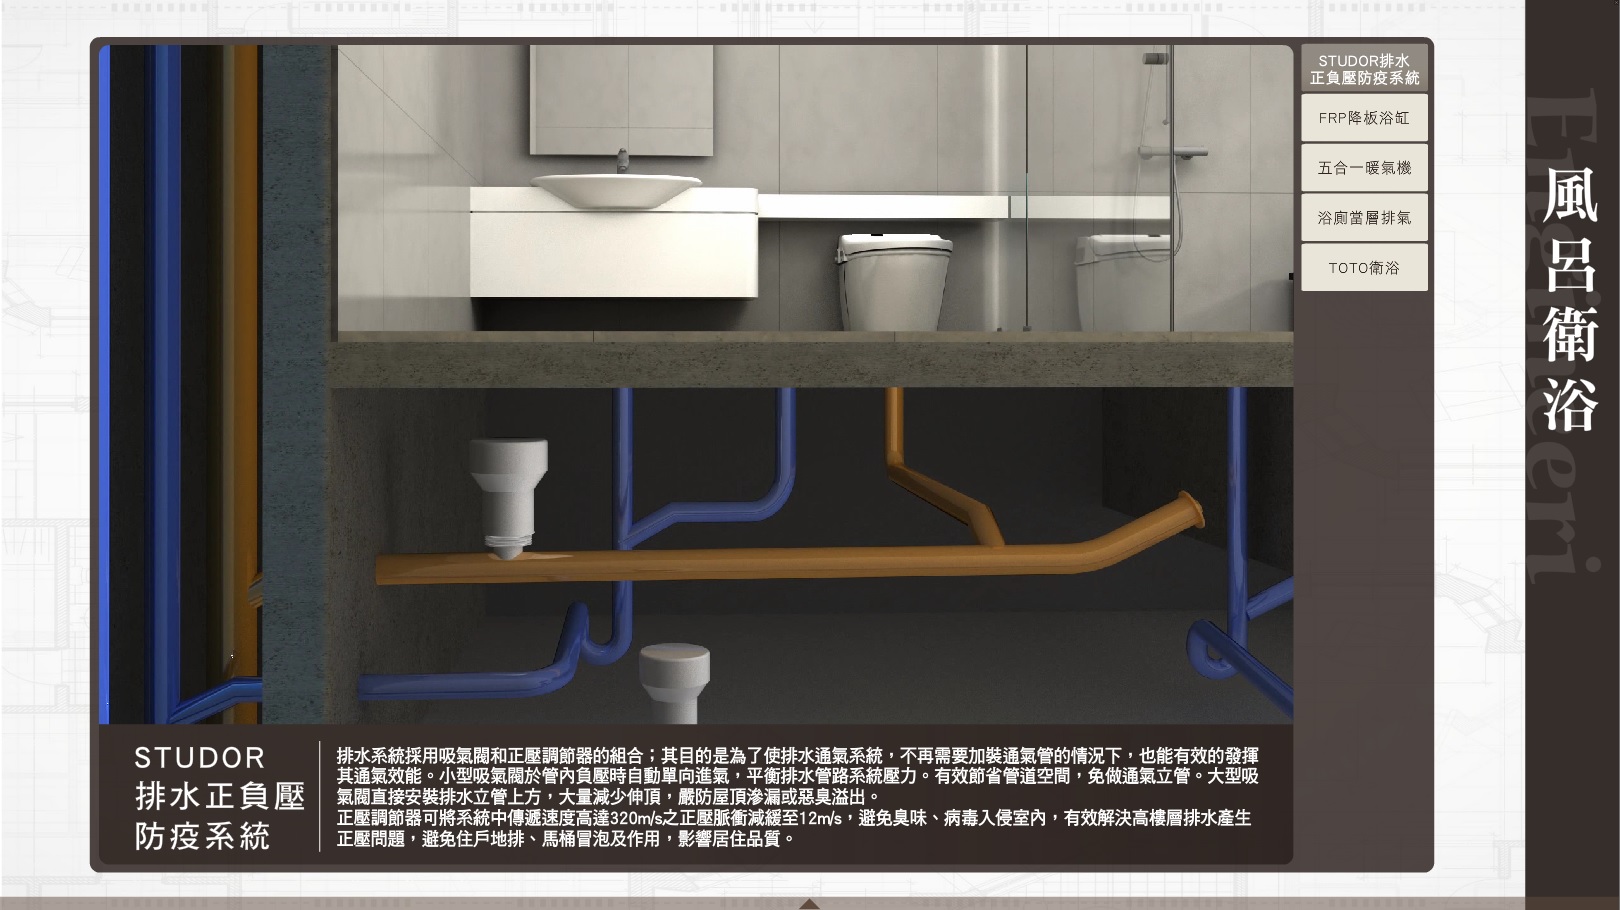 STUDOR排水
正負壓防疫系統
FRP降板浴缸
五合一暖氣機
浴廁當層排氣
TOTO衛浴
Engineeri
風呂衛浴
STUDOR
排水正負壓
防疫系統
排水系統採用吸氣閥和正壓調節器的組合；其目的是為了使排水通氣系統，不再需要加裝通氣管的情況下，也能有效的發揮
其通氣效能。小型吸氣閥於管內負壓時自動單向進氣，平衡排水管路系統壓力。有效節省管道空間，免做通氣立管。大型吸
氣閥直接安裝排水立管上方，大量減少伸頂，嚴防屋頂滲漏或惡臭溢出。
正壓調節器可將系統中傳遞速度高達320m/s之正壓脈衝減緩至12m/s，避免臭味、病毒入侵室內，有效解決高樓層排水產生
正壓問題，避免住戶地排、馬桶冒泡及作用，影響居住品質。